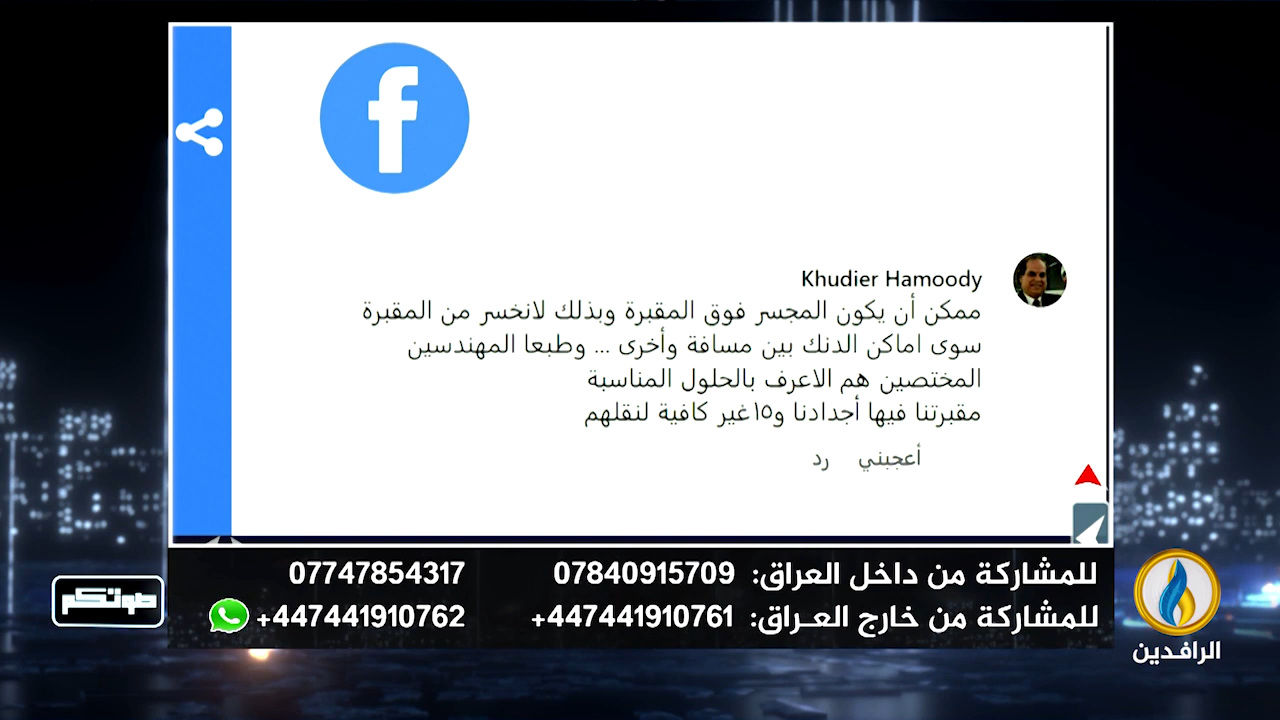 Khudier Hamoody
ممكن أن يكون المجسر فوق المقبرة وبذلك لانخسر من المقبرة
سوى اماكن الدنك بين مسافة وأخرى ... وطبعا المهندسين
المختصين هم الاعرف بالحلول المناسبة
مقبرتنا فيها أجدادنا و١٥غير كافية لنقلهم
أعجبني رد
للمشاركة من داخل العراق: 07840915709 07747854317
للمشاركة من خارج العـراق: +447441910761 +447441910762
صوتكم
الرافدين